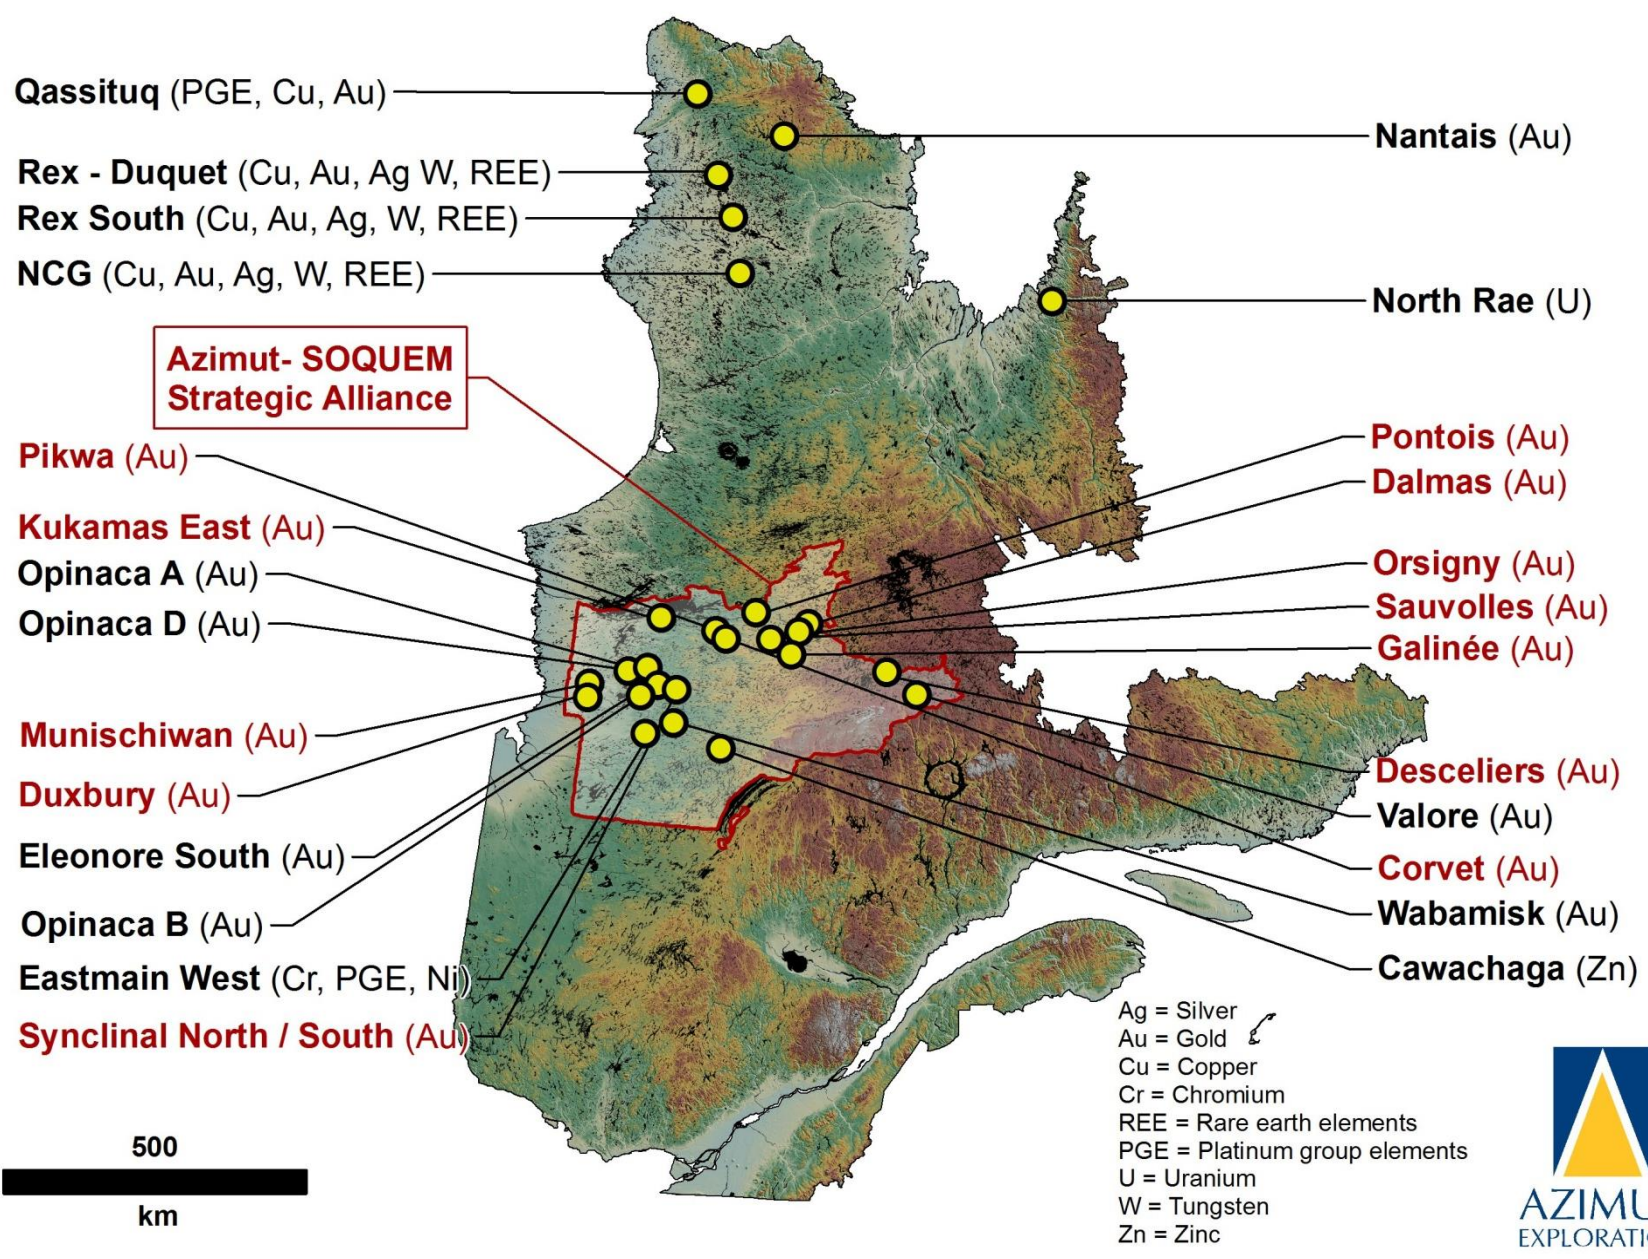 Qassituq (PGE, Cu, Au)
Rex - Duquet (Cu, Au, Ag W, REE)
Rex South (Cu, Au, Ag, W, REE)
NCG (Cu, Au, Ag, W, REE)
Azimut- SOQUEM
Strategic Alliance
Pikwa (Au)
Kukamas East (Au)
Opinaca A (Au)
Opinaca D (Au)
Munischiwan (Au)
Duxbury (Au)
Eleonore South (Au)
Opinaca B (Au)
Eastmain West (Cr, PGE, Ni)
Synclinal North / South (Au)
500
km
Nantais (Au)
North Rae (U)
Pontois (Au)
Dalmas (Au)
Orsigny (Au)
Sauvolles (Au)
Galinée (Au)
Desceliers (Au)
Valore (Au)
Corvet (Au)
Wabamisk (Au)
Cawachaga (Zn)
Ag = Silver
Au = Gold
Cu = Copper
Cr = Chromium
REE = Rare earth elements
PGE = Platinum group elements
U = Uranium
W = Tungsten
Zn = Zinc
AZIMU
EXPLORATI